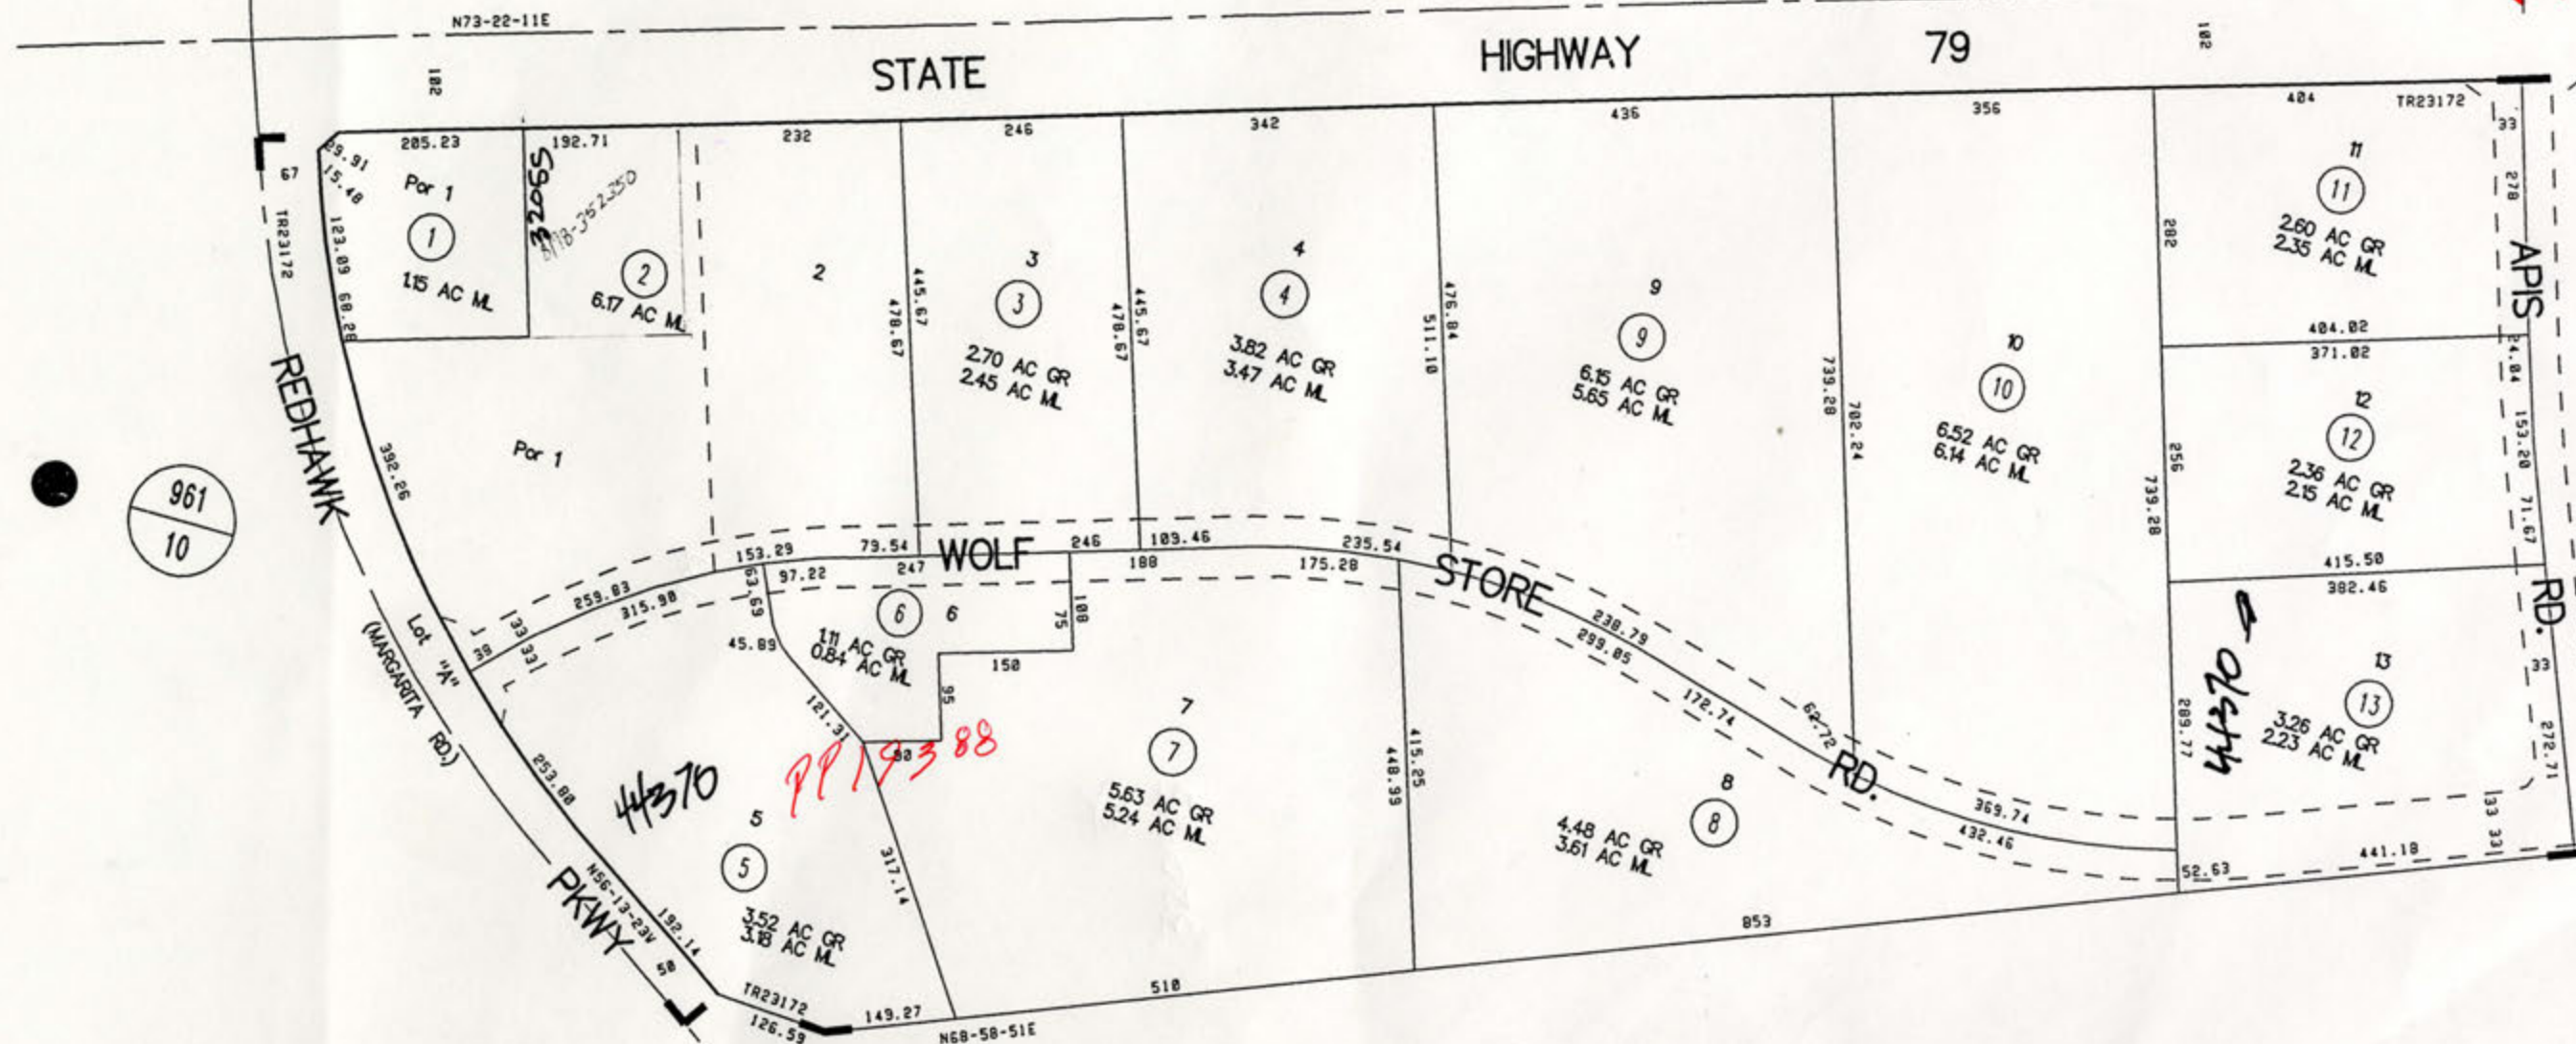 N73-22-11E
102
STATE HIGHWAY 79
102
67
TR23172
29.91
15.48
123.09
68.28
205.23
Por 1
1
1.15 AC ML
32085
192.71
2
6.17 AC ML
Por 1
232
2
445.67
478.67
246
3
3
2.70 AC GR
2.45 AC ML
445.67
478.67
342
4
4
3.82 AC GR
3.47 AC ML
476.84
511.10
436
9
9
6.15 AC GR
5.65 AC ML
739.28
702.24
356
10
10
6.52 AC GR
6.14 AC ML
739.28
404
TR23172
33
282
278
11
11
2.60 AC GR
2.35 AC ML
404.02
371.02
24.04
256
153.20
71.67
12
12
2.36 AC GR
2.15 AC ML
415.50
382.46
APIS RD.
33
289.77
272.71
44590
13
13
3.26 AC GR
2.23 AC ML
33 33
441.18
52.63
961
10
REDHAWK PKWY
(MARGARITA RD.)
392.26
Lot "A"
33
33
259.83
315.90
153.29
79.54
WOLF STORE RD.
246
109.46
235.54
97.22
247
188
175.28
63.69
45.89
121.31
6
6
1.11 AC GR
0.84 AC ML
108
75
150
95
90
PP19388
238.79
299.05
172.74
62.72
369.74
432.46
253.80
N56-13-23W
192.14
50
44370
5
5
3.52 AC GR
3.18 AC ML
317.14
7
7
5.63 AC GR
5.24 AC ML
415.25
448.99
8
8
4.48 AC GR
3.61 AC ML
853
510
TR23172
126.59
149.27
N68-58-51E